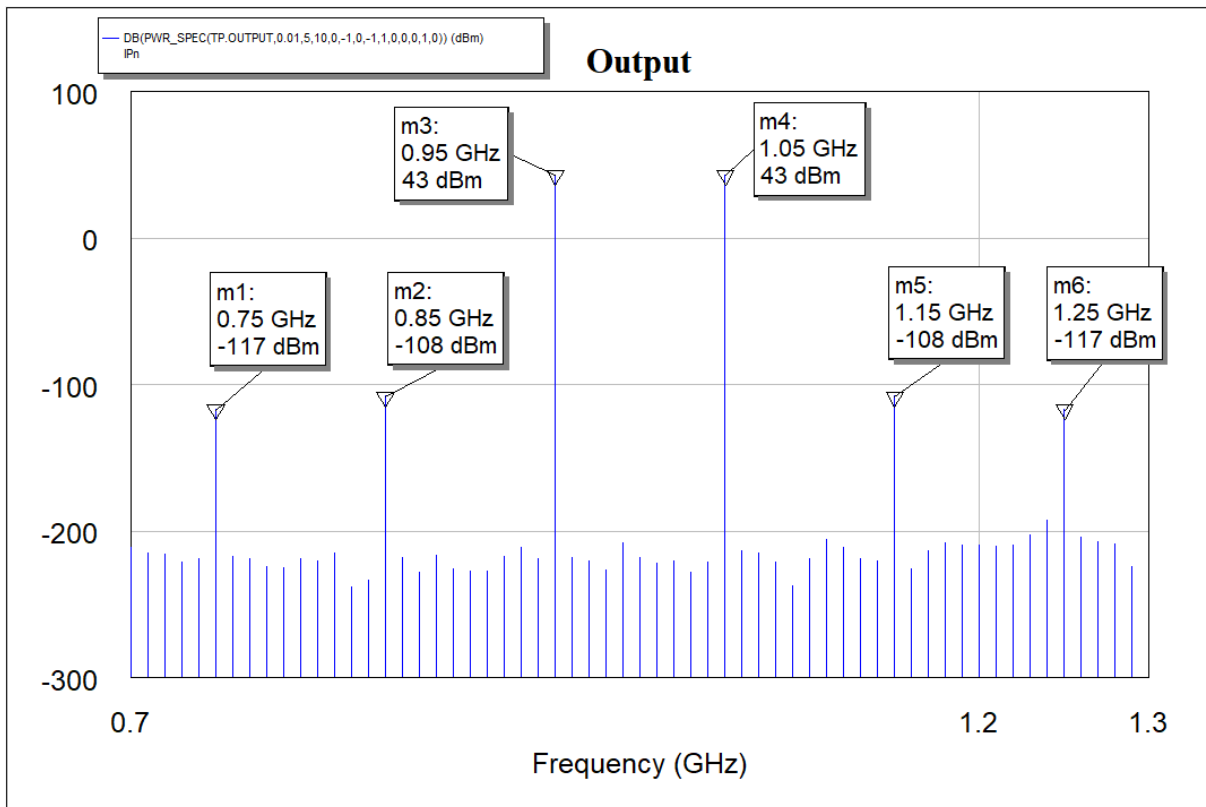 DB(PWR_SPEC(TP.OUTPUT,0.01,5,10,0,-1,0,-1,1,0,0,0,1,0)) (dBm)
IPn
Output
100
0
-100
-200
-300
m3:
0.95 GHz
43 dBm
m4:
1.05 GHz
43 dBm
m1:
0.75 GHz
-117 dBm
m2:
0.85 GHz
-108 dBm
m5:
1.15 GHz
-108 dBm
m6:
1.25 GHz
-117 dBm
0.7
1.2
1.3
Frequency (GHz)